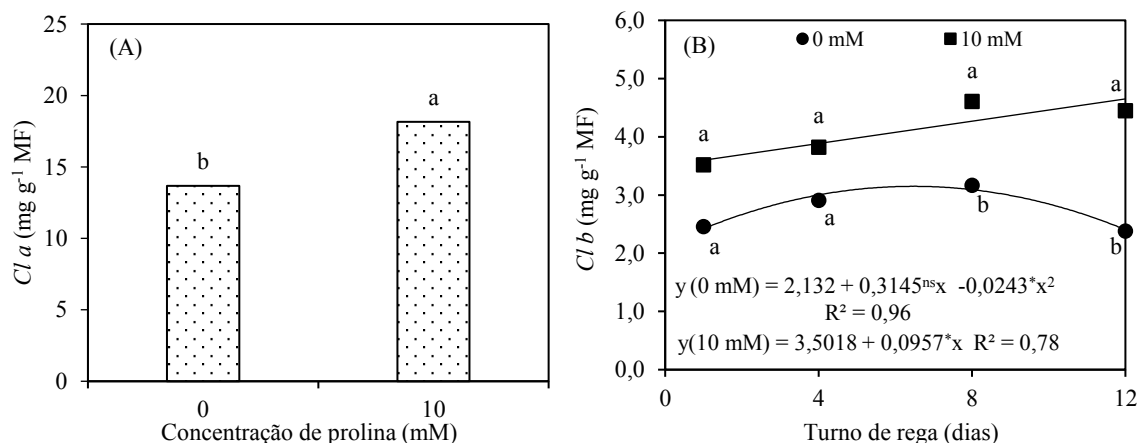 (A)
Cl a (mg g-1 MF)
25
20
15
10
5
0
b
a
0
10
Concentração de prolina (mM)
(B)
0 mM
10 mM
Cl b (mg g-1 MF)
6,0
5,0
4,0
3,0
2,0
1,0
0,0
a
a
a
a
a
a
b
b
y (0 mM) = 2,132 + 0,3145ⁿˢx -0,0243*x²
R² = 0,96
y(10 mM) = 3,5018 + 0,0957*x R² = 0,78
0
4
8
12
Turno de rega (dias)